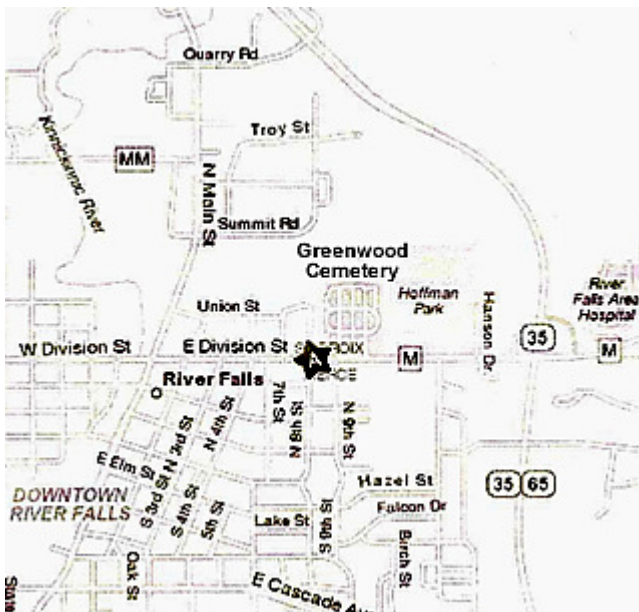 Quarry Rd
Troy St
Kinnickinnic River
MM
N Main St
Summit Rd
Greenwood
Cemetery
Union St
Hoffman
Park
Hanson Dr
River
Falls Area
Hospital
35
W Division St
E Division St
M
M
River Falls
7th St
N 8th St
N 9th St
N 3rd St
N 4th St
E Elm St
S 3rd St
S 4th St
5th St
DOWNTOWN
RIVER FALLS
Hazel St
35
65
Falcon Dr
Lake St
S 9th St
Birch St
Oak St
E Cascade
State